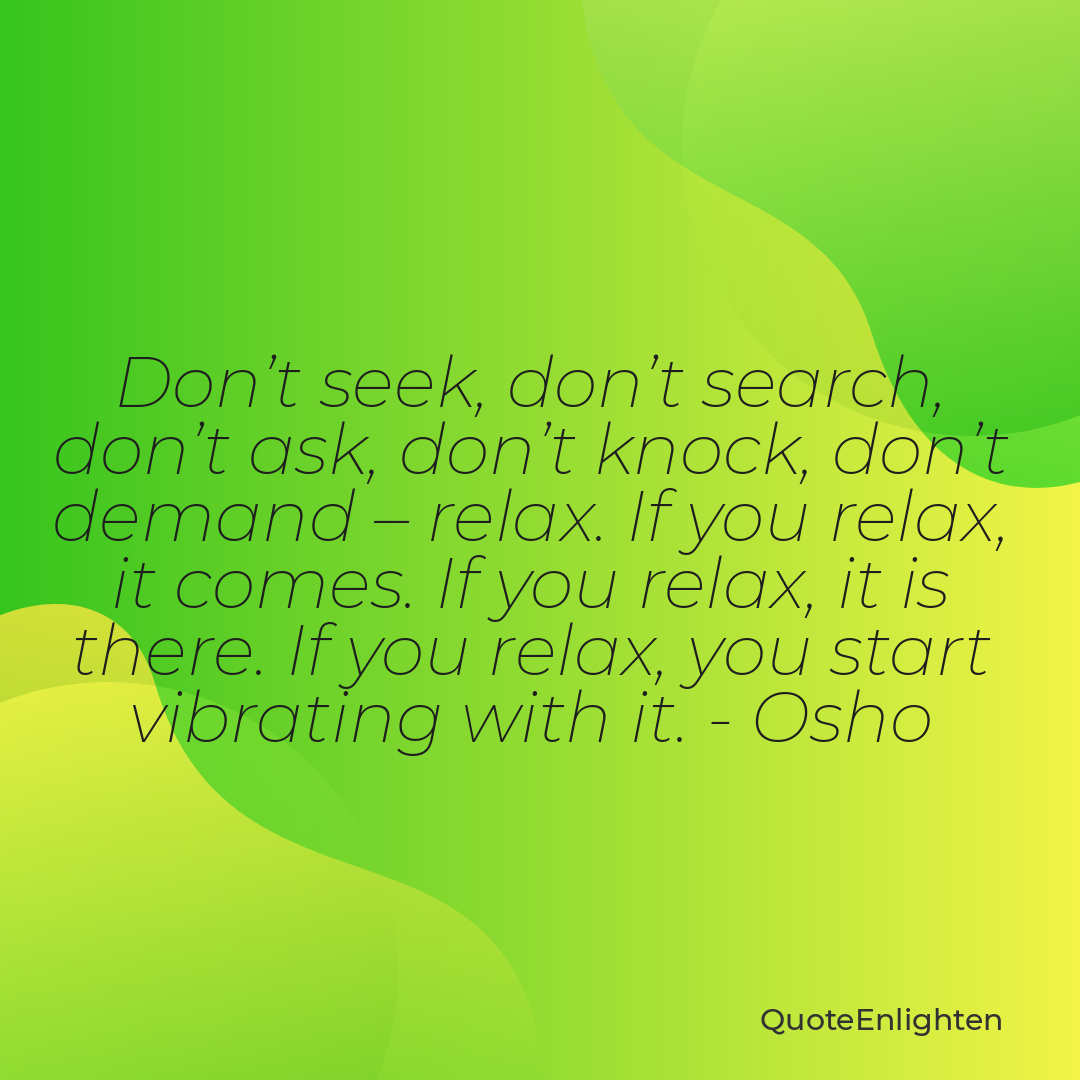 Don’t seek, don’t search,
don’t ask, don’t knock, don’t
demand – relax. If you relax,
it comes. If you relax, it is
there. If you relax, you start
vibrating with it. - Osho
QuoteEnlighten